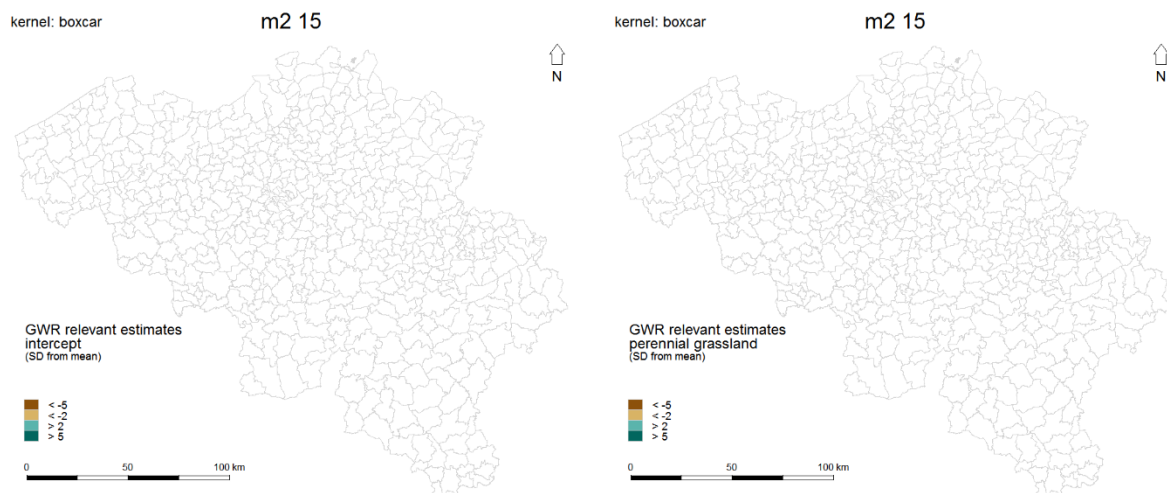 kernel: boxcar
m2 15
N
GWR relevant estimates
intercept
(SD from mean)
< -5
< -2
> 2
> 5
0 50 100 km
kernel: boxcar
m2 15
N
GWR relevant estimates
perennial grassland
(SD from mean)
< -5
< -2
> 2
> 5
0 50 100 km